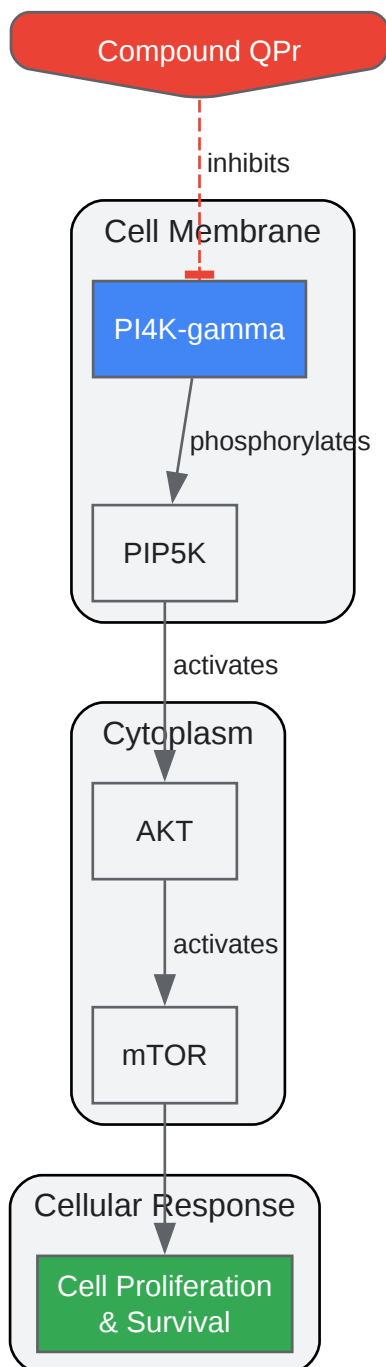 Compound QPr
inhibits
Cell Membrane
PI4K-gamma
phosphorylates
PIP5K
activates
Cytoplasm
AKT
activates
mTOR
Cellular Response
Cell Proliferation
& Survival